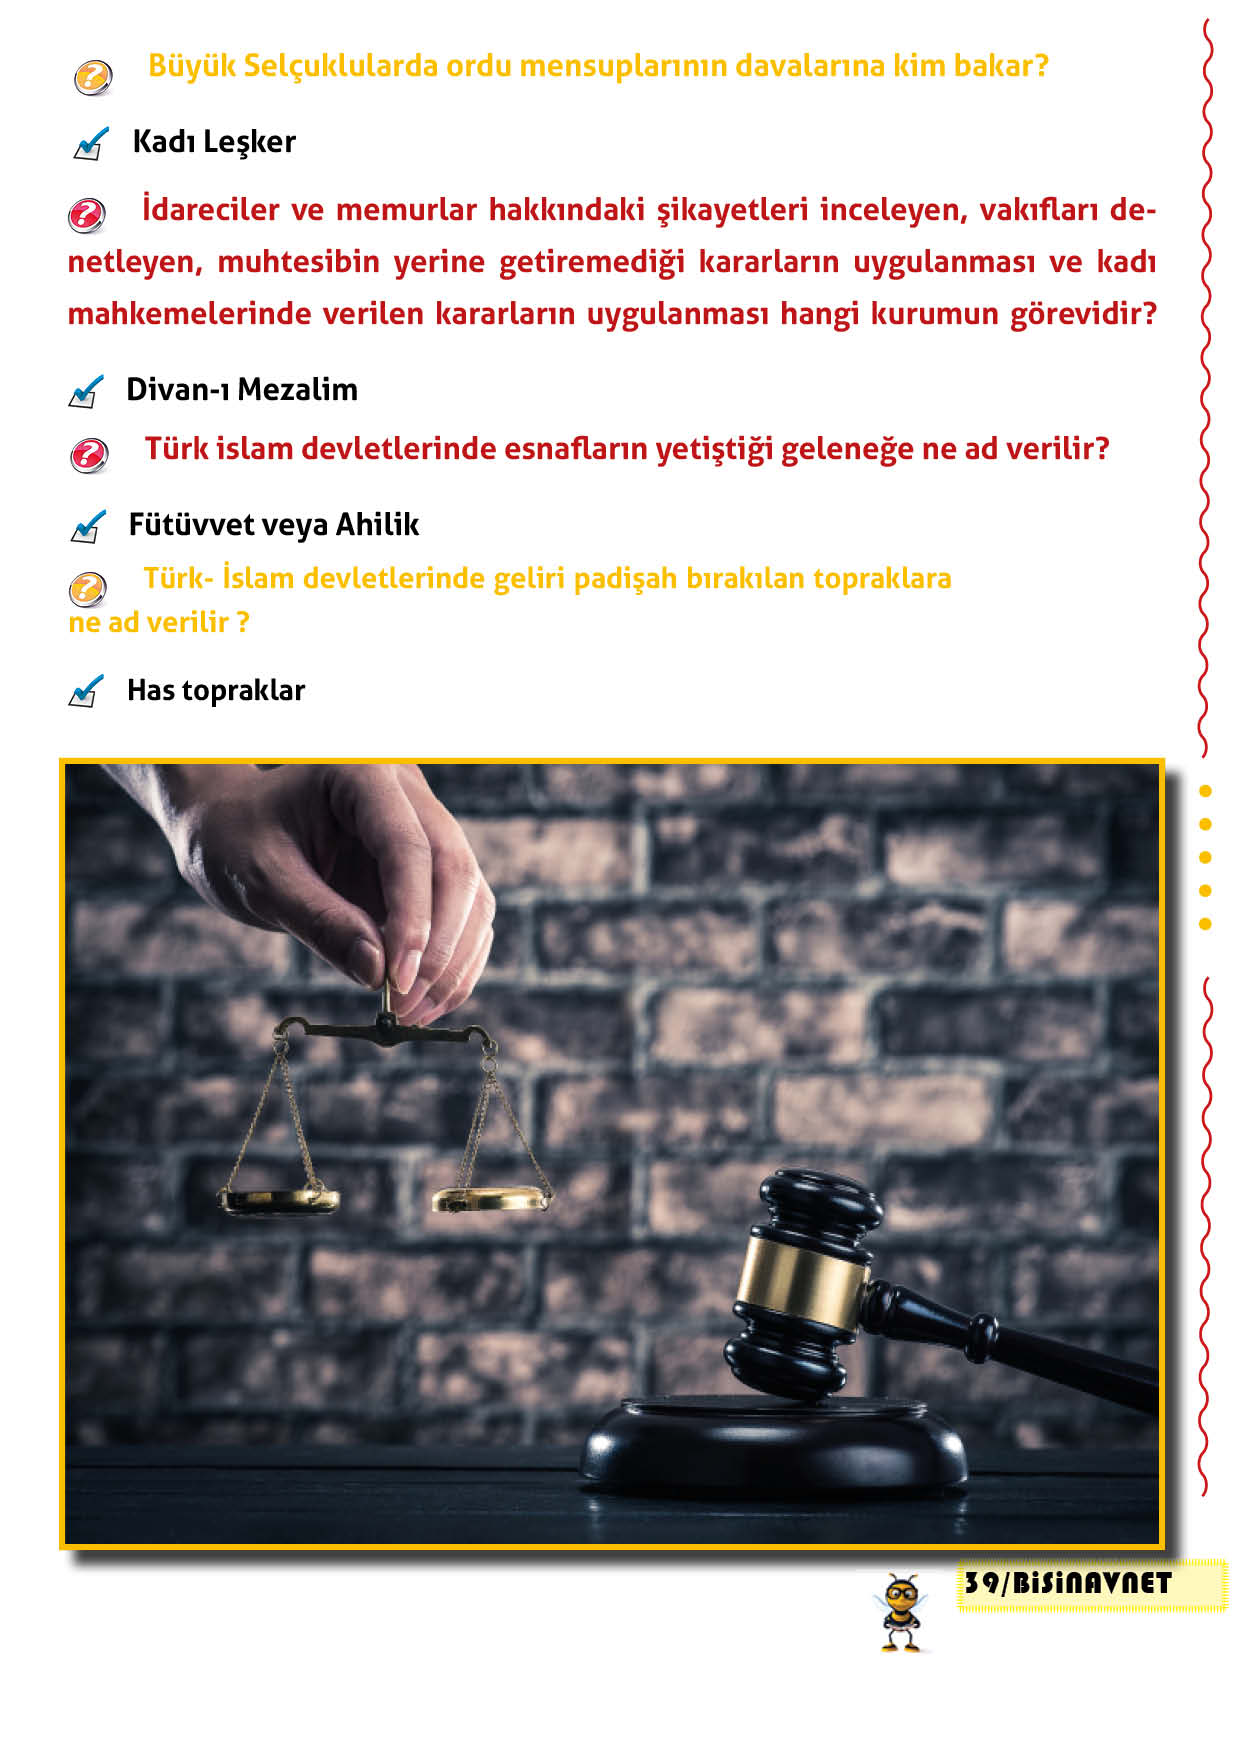 Büyük Selçuklularda ordu mensuplarının davalarına kim bakar?
Kadı Leşker
İdareciler ve memurlar hakkındaki şikayetleri inceleyen, vakıfları de-
netleyen, muhtesibin yerine getiremediği kararların uygulanması ve kadı
mahkemelerinde verilen kararların uygulanması hangi kurumun görevidir?
Divan-ı Mezalim
Türk islam devletlerinde esnafların yetiştiği geleneğe ne ad verilir?
Fütüvvet veya Ahilik
Türk- İslam devletlerinde geliri padişah bırakılan topraklara
ne ad verilir ?
Has topraklar
39/BiSiNAVNET